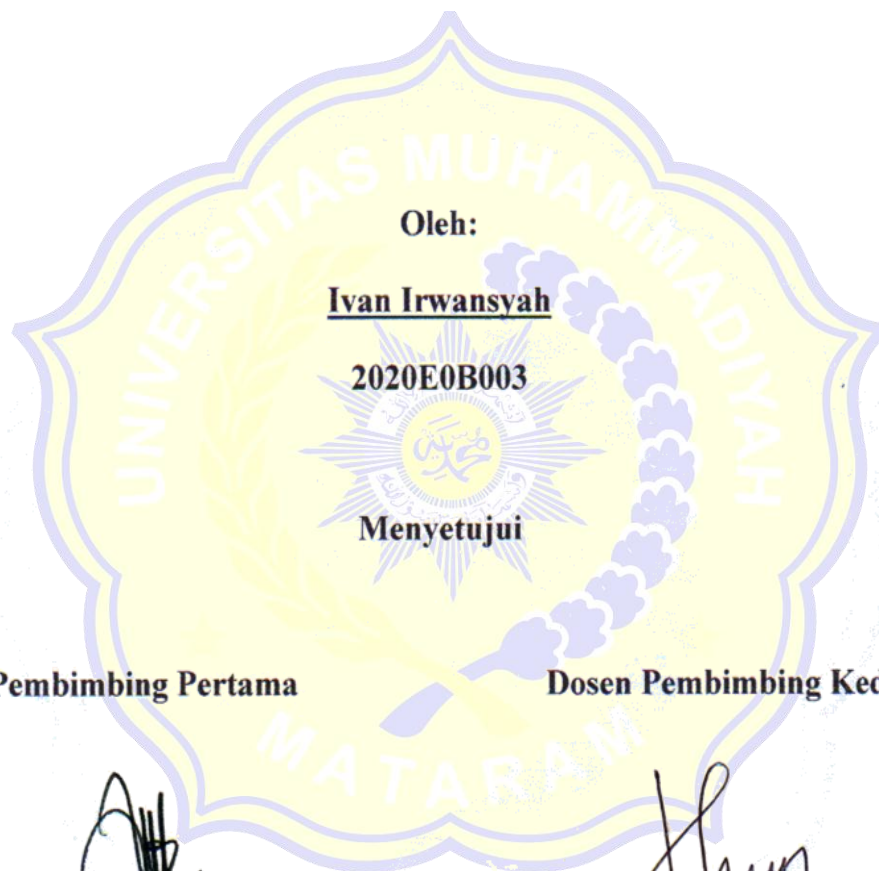 UNIVERSITAS MUHAMMADIYAH
MATARAM
Oleh:
Ivan Irwansyah
2020E0B003
Menyetujui
Pembimbing Pertama
Dosen Pembimbing Ked